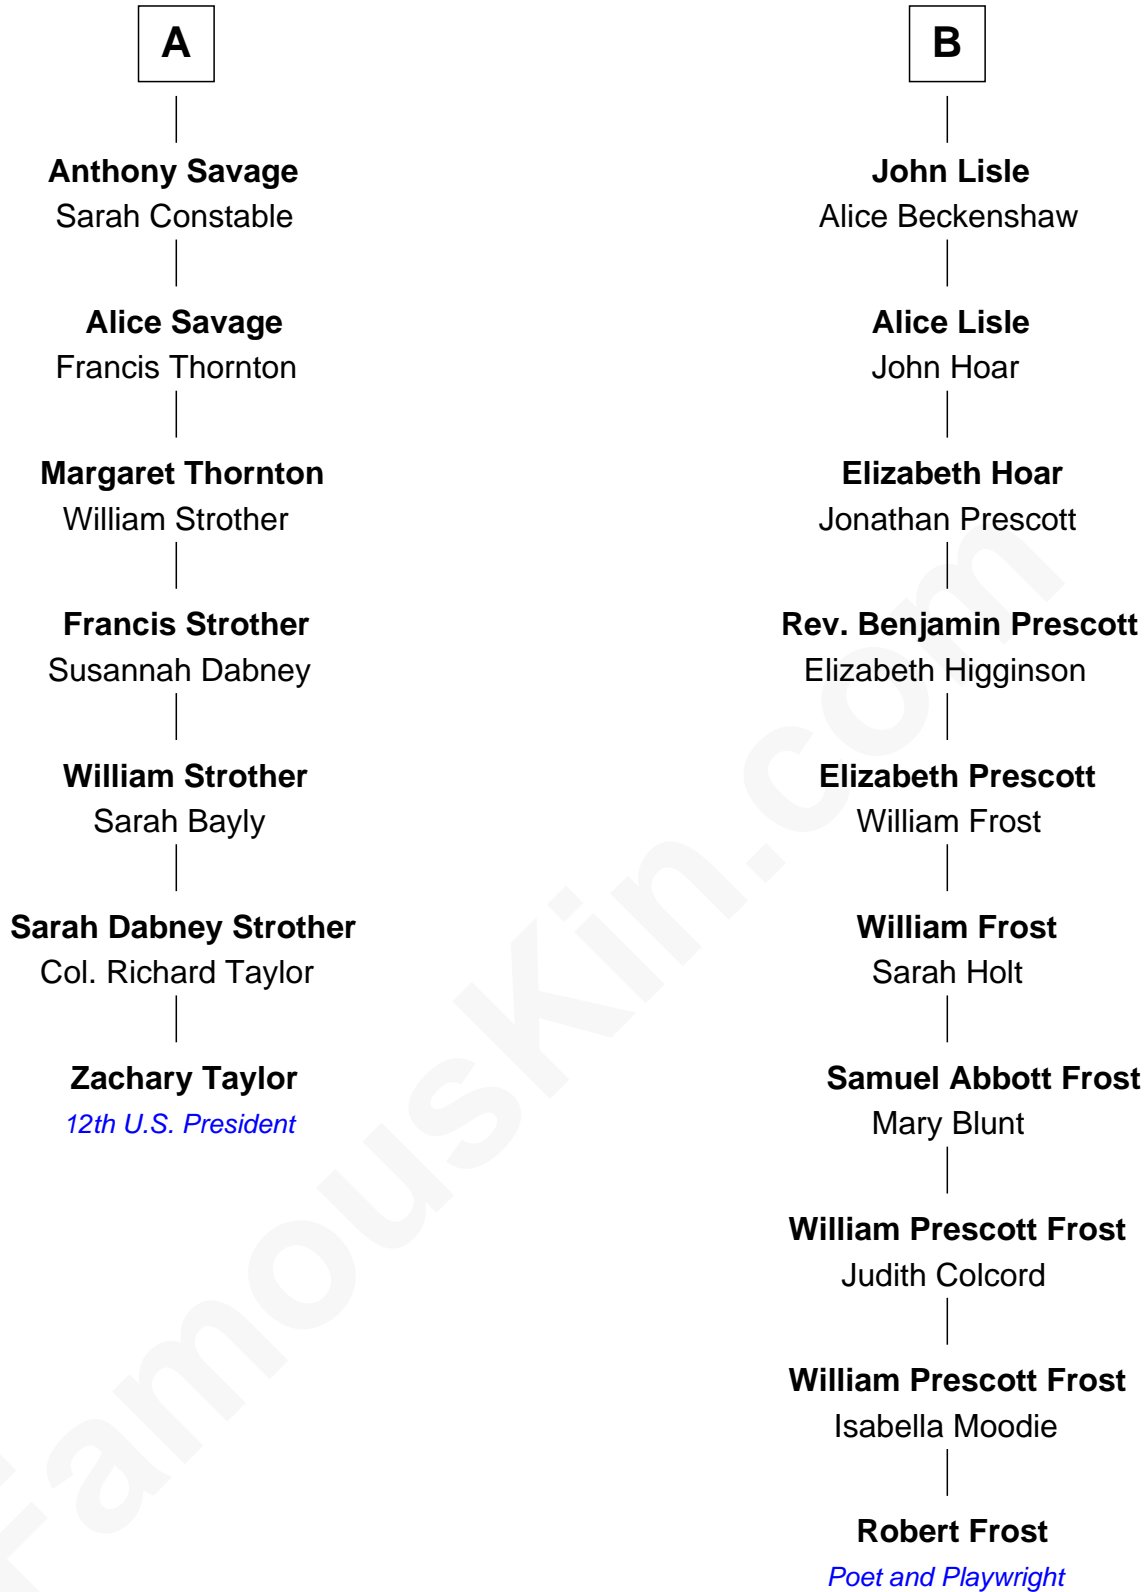 A
Anthony Savage
Sarah Constable
Alice Savage
Francis Thornton
Margaret Thornton
William Strother
Francis Strother
Susannah Dabney
William Strother
Sarah Bayly
Sarah Dabney Strother
Col. Richard Taylor
Zachary Taylor
12th U.S. President
B
John Lisle
Alice Beckenshaw
Alice Lisle
John Hoar
Elizabeth Hoar
Jonathan Prescott
Rev. Benjamin Prescott
Elizabeth Higginson
Elizabeth Prescott
William Frost
William Frost
Sarah Holt
Samuel Abbott Frost
Mary Blunt
William Prescott Frost
Judith Colcord
William Prescott Frost
Isabella Moodie
Robert Frost
Poet and Playwright
FamousKin.com